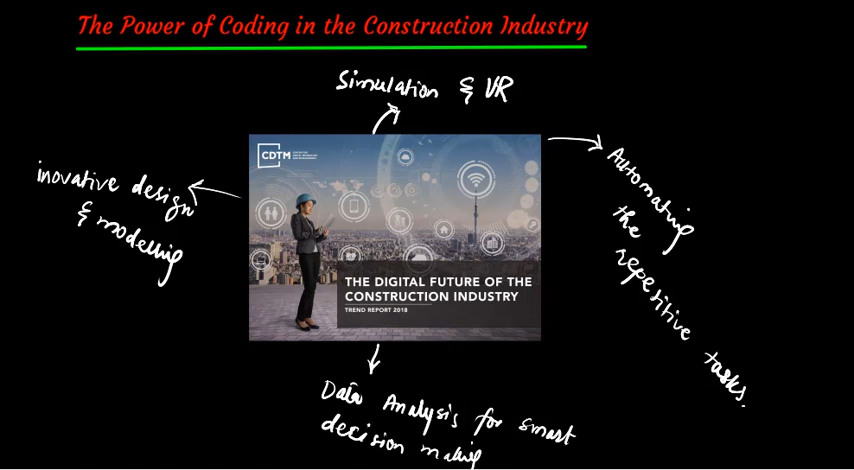 The Power of Coding in the Construction Industry
Simulation & VR
inovative design
& modelling
Automating
the
repetitive tasks.
CDTM
THE DIGITAL FUTURE OF THE
CONSTRUCTION INDUSTRY
TREND REPORT 2018
Data Analysis for smart
decision making